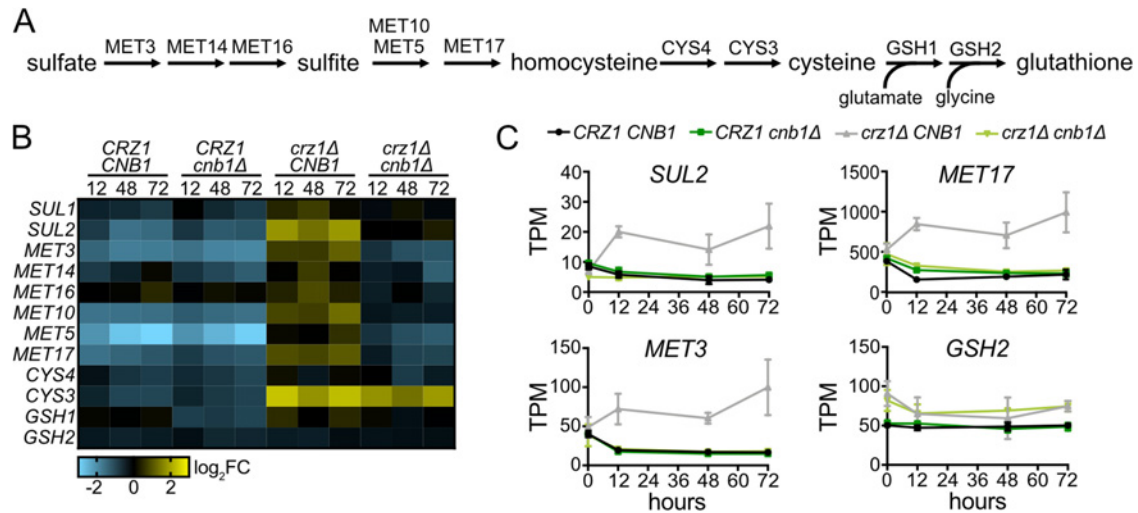 A
sulfate MET3 MET14 MET16 sulfite MET10 MET5 MET17 homocysteine CYS4 CYS3 cysteine GSH1 GSH2 glutathione
glutamate glycine
B
CRZ1 CNB1 CRZ1 cnb1Δ crz1Δ CNB1 crz1Δ cnb1Δ
12 48 72 12 48 72 12 48 72 12 48 72
SUL1
SUL2
MET3
MET14
MET16
MET10
MET5
MET17
CYS4
CYS3
GSH1
GSH2
-2 0 2 log2FC
C
CRZ1 CNB1 CRZ1 cnb1Δ crz1Δ CNB1 crz1Δ cnb1Δ
SUL2
TPM
40
30
20
10
0
0 12 24 36 48 60 72
MET17
TPM
1500
1000
500
0
0 12 24 36 48 60 72
MET3
TPM
150
100
50
0
0 12 24 36 48 60 72
hours
GSH2
TPM
150
100
50
0
0 12 24 36 48 60 72
hours